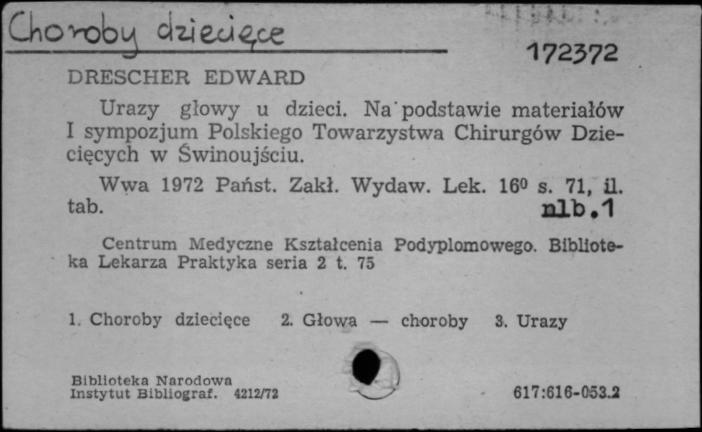 Choroby dziecięce
172372
DRESCHER EDWARD
Urazy głowy u dzieci. Na podstawie materiałów
I sympozjum Polskiego Towarzystwa Chirurgów Dzie-
cięcych w Świnoujściu.
Wwa 1972 Państ. Zakł. Wydaw. Lek. 16⁰ s. 71, il.
tab. nlb.1
Centrum Medyczne Kształcenia Podyplomowego. Bibliote-
ka Lekarza Praktyka seria 2 t. 75
1. Choroby dziecięce 2. Głowa — choroby 3. Urazy
Biblioteka Narodowa
Instytut Bibliograf. 4212/72 617:616-053.2